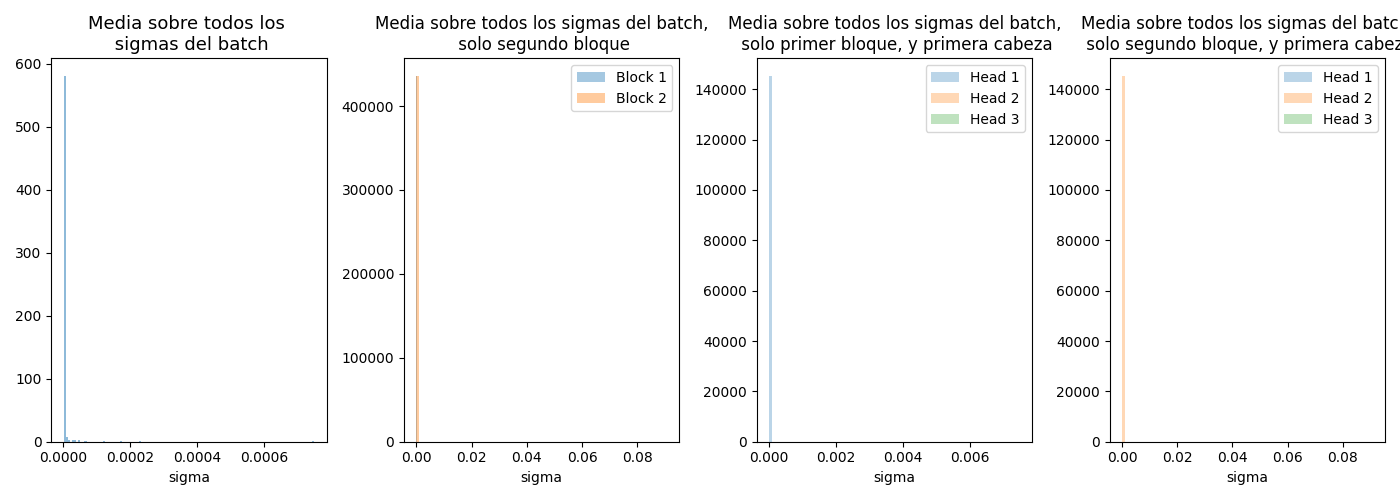 Media sobre todos los
sigmas del batch
600
500
400
300
200
100
0
0.0000 0.0002 0.0004 0.0006
sigma
Media sobre todos los sigmas del batch,
solo segundo bloque
Block 1
Block 2
400000
300000
200000
100000
0
0.00 0.02 0.04 0.06 0.08
sigma
Media sobre todos los sigmas del batch,
solo primer bloque, y primera cabeza
Head 1
Head 2
Head 3
140000
120000
100000
80000
60000
40000
20000
0
0.000 0.002 0.004 0.006
sigma
Media sobre todos los sigmas del batc
solo segundo bloque, y primera cabez
Head 1
Head 2
Head 3
140000
120000
100000
80000
60000
40000
20000
0
0.00 0.02 0.04 0.06 0.08
sigma